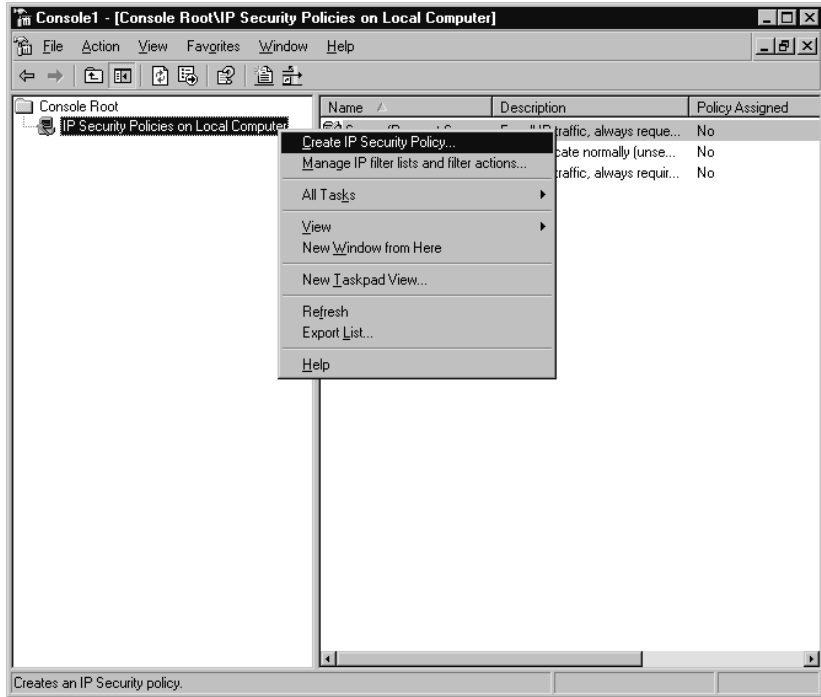 Console1 - [Console Root\IP Security Policies on Local Computer]
File Action View Favorites Window Help
Console Root
IP Security Policies on Local Computer
Name Description Policy Assigned
traffic, always reque... No
Create IP Security Policy...
cate normally (unse... No
Manage IP filter lists and filter actions...
traffic, always requir... No
All Tasks
View
New Window from Here
New Taskpad View...
Refresh
Export List...
Help
Creates an IP Security policy.